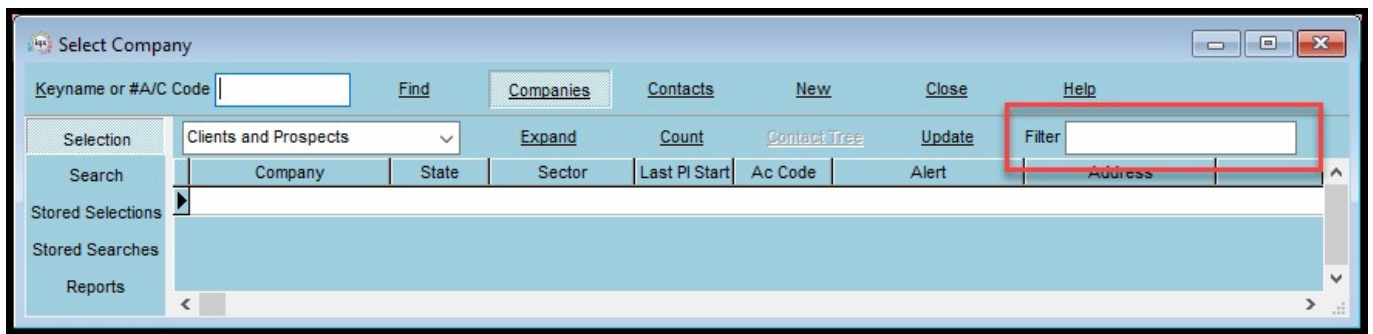 Select Company
Keyname or #A/C Code Find Companies Contacts New Close Help
Selection Clients and Prospects Expand Count Contact Tree Update Filter
Search Company State Sector Last Pl Start Ac Code Alert Address
Stored Selections
Stored Searches
Reports